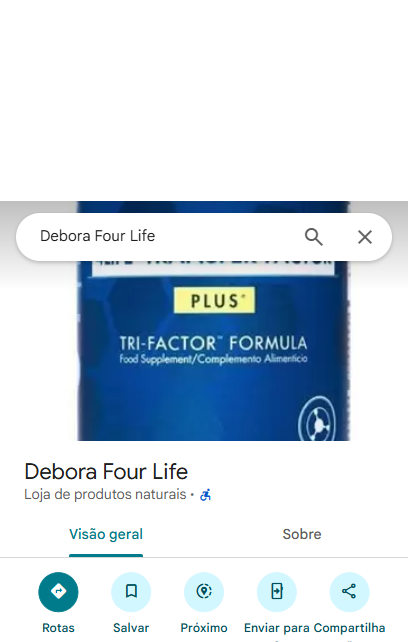 Debora Four Life
PLUS
TRI-FACTOR™ FORMULA
Food Supplement/Complemento Alimenticio
Debora Four Life
Loja de produtos naturais ·
Visão geral Sobre
Rotas Salvar Próximo Enviar para Compartilha